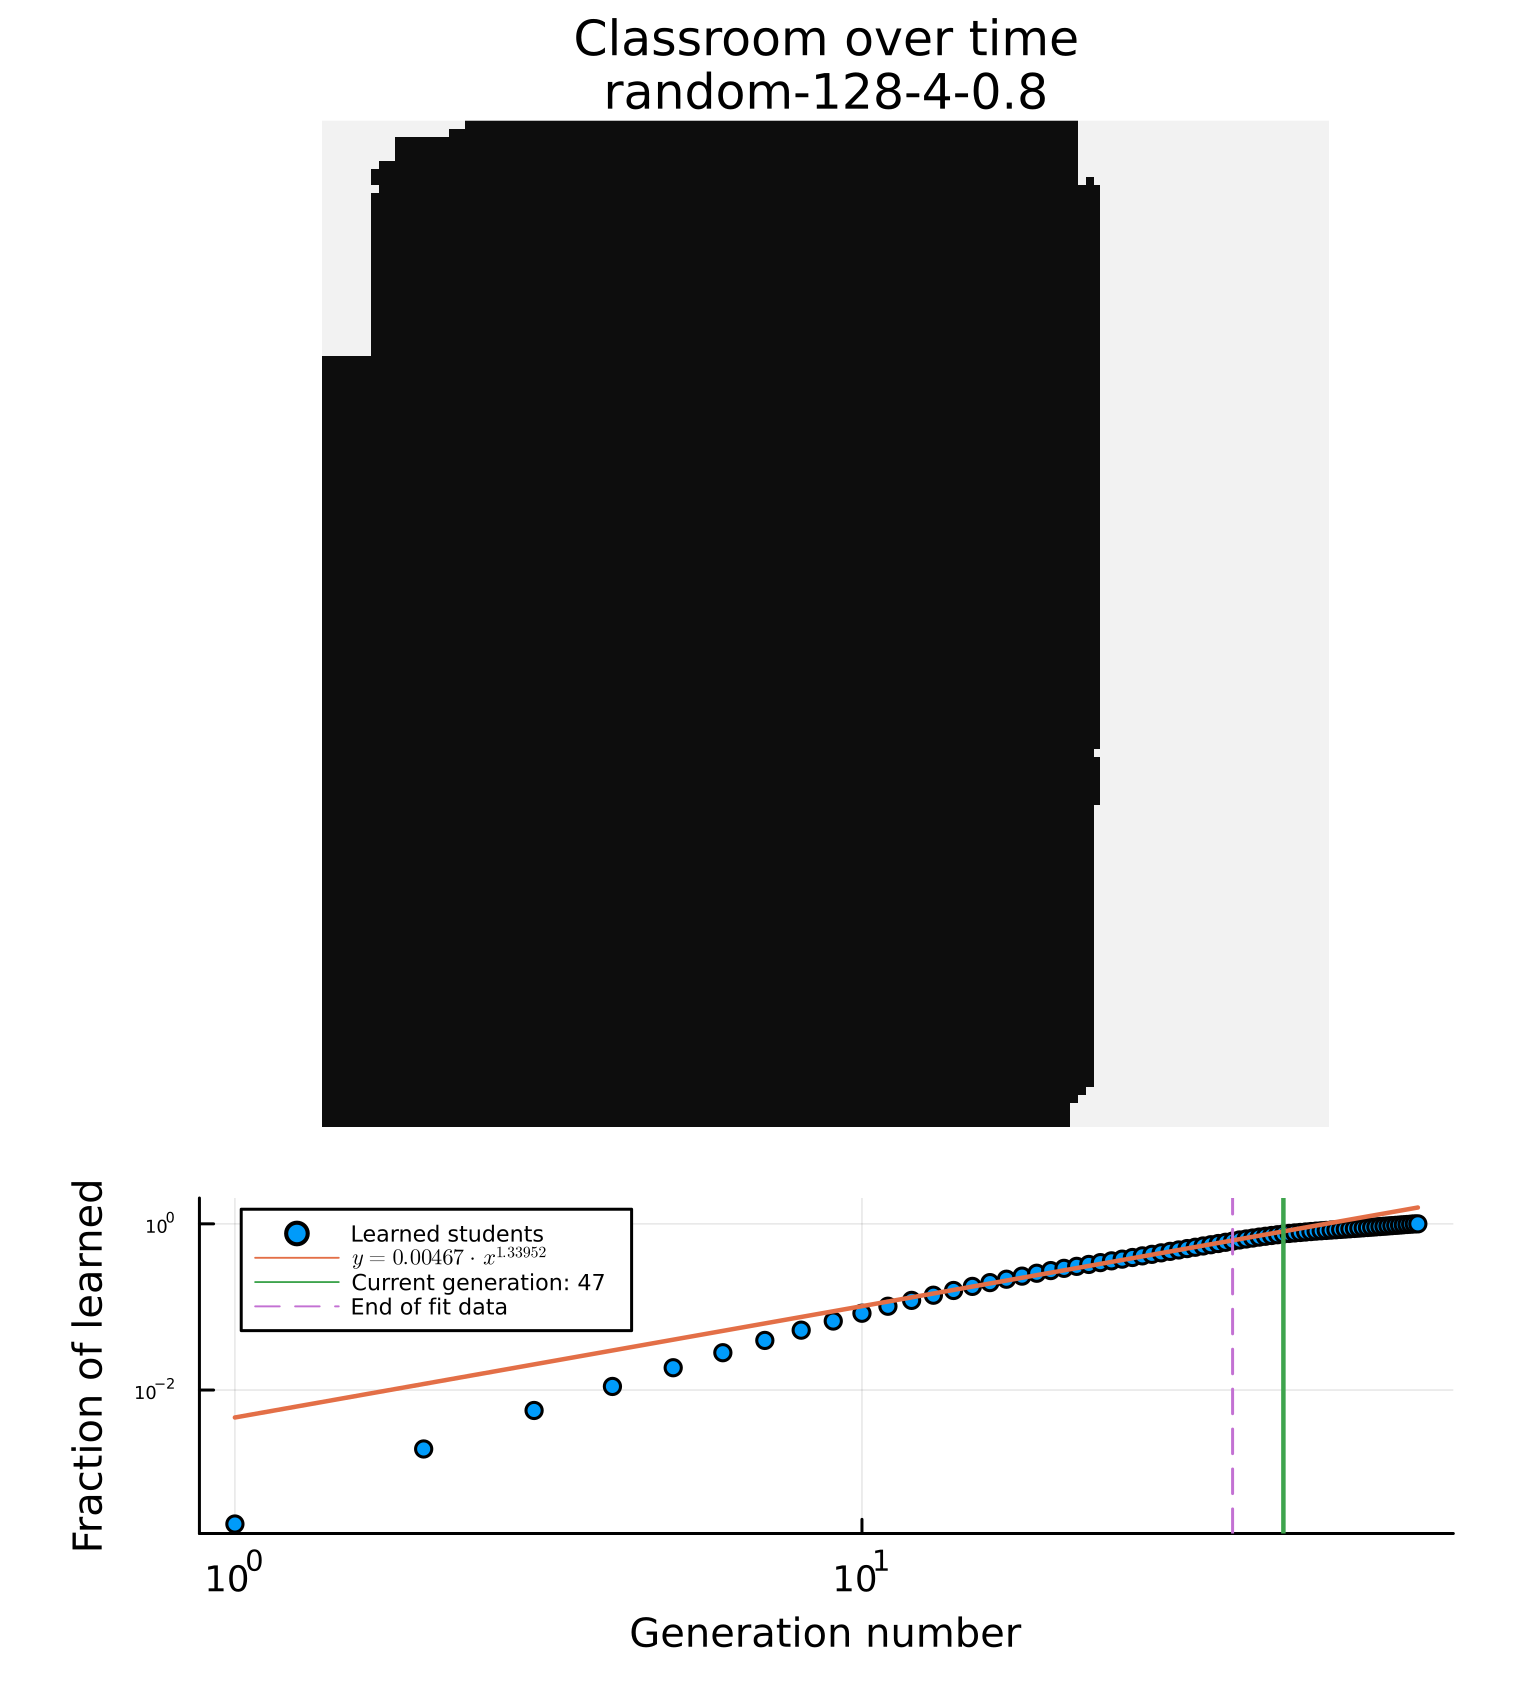 Classroom over time
random-128-4-0.8
Fraction of learned
10⁰
10⁻²
Learned students
y = 0.00467 · x^1.33952
Current generation: 47
End of fit data
10⁰
10¹
Generation number